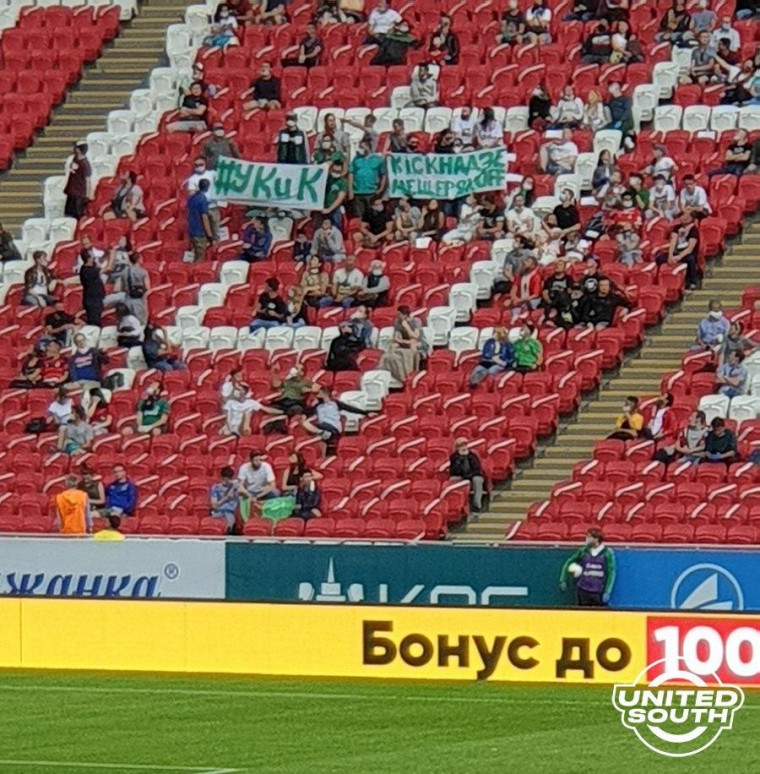 #УКиК
КІСКНАДЗЕ
МЕЩЕРЯКOFF
ЖАНКА®
Бонус до 100
UNITED
SOUTH